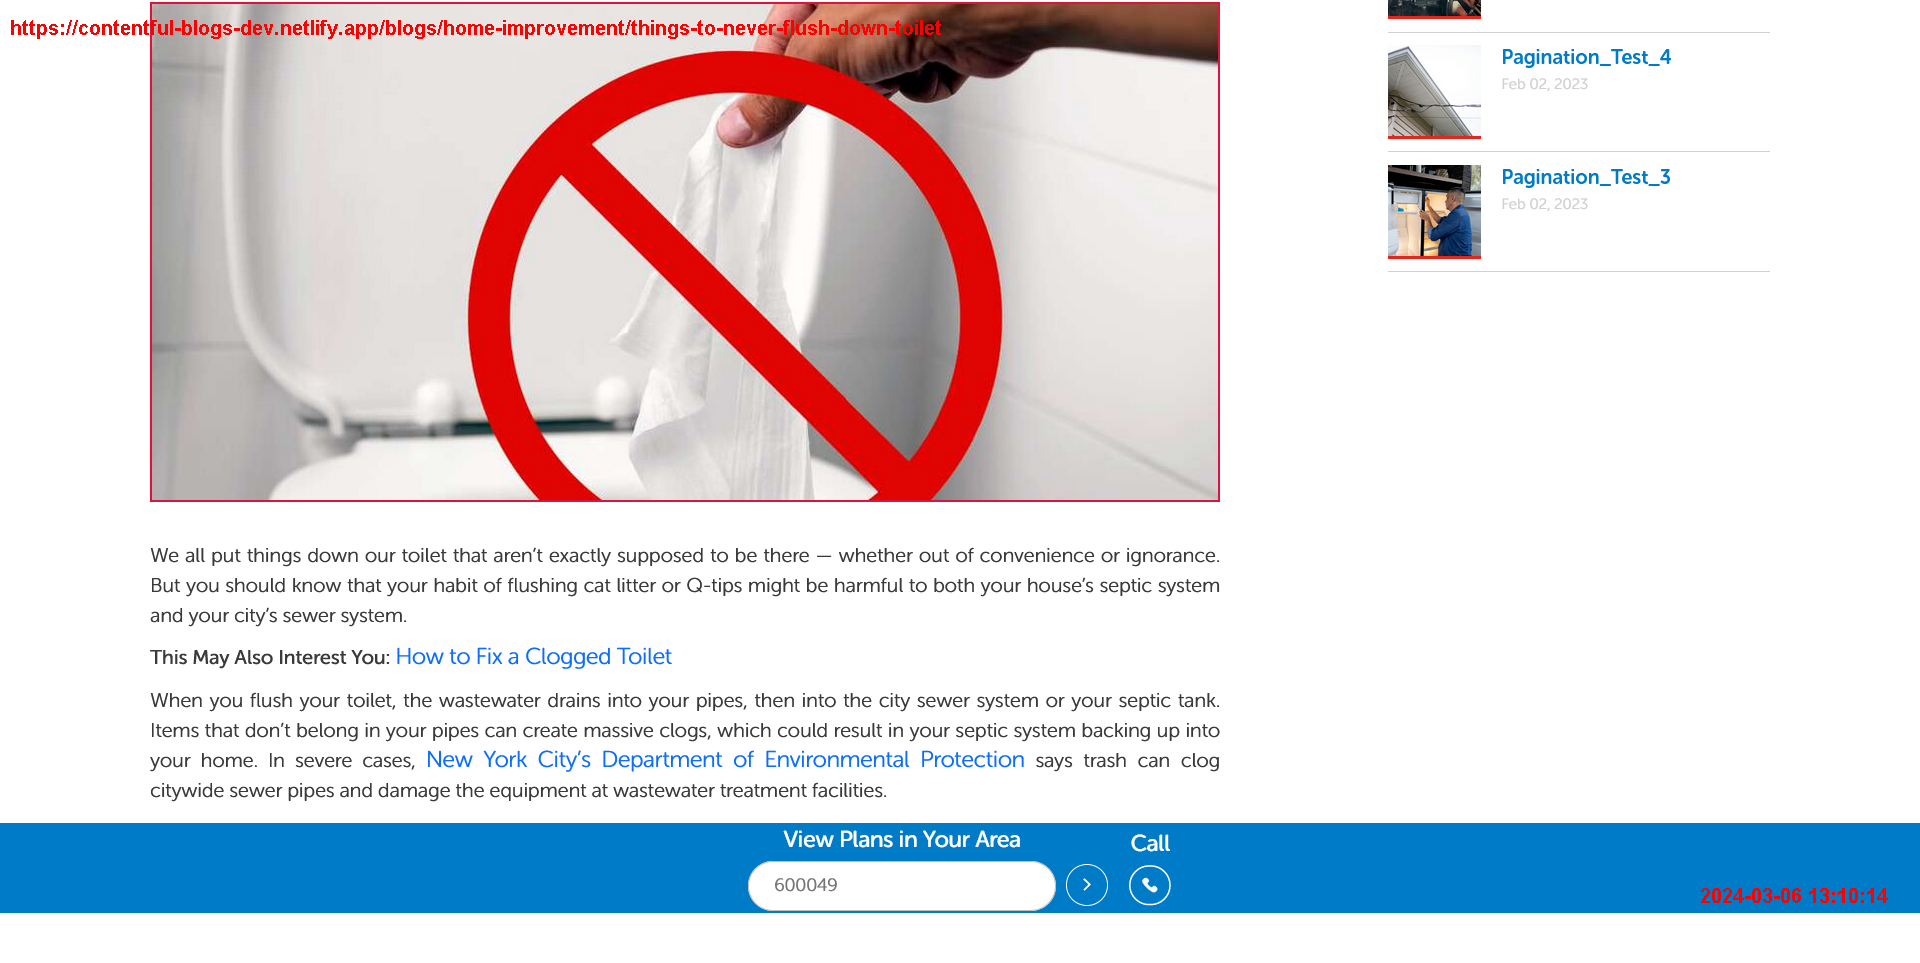 https://contentful-blogs-dev.netlify.app/blogs/home-improvement/things-to-never-flush-down-toilet
Pagination_Test_4
Feb 02, 2023
Pagination_Test_3
Feb 02, 2023
We all put things down our toilet that aren’t exactly supposed to be there — whether out of convenience or ignorance.
But you should know that your habit of flushing cat litter or Q-tips might be harmful to both your house’s septic system
and your city’s sewer system.
This May Also Interest You: How to Fix a Clogged Toilet
When you flush your toilet, the wastewater drains into your pipes, then into the city sewer system or your septic tank.
Items that don’t belong in your pipes can create massive clogs, which could result in your septic system backing up into
your home. In severe cases, New York City’s Department of Environmental Protection says trash can clog
citywide sewer pipes and damage the equipment at wastewater treatment facilities.
View Plans in Your Area
Call
600049
2024-03-06 13:10:14